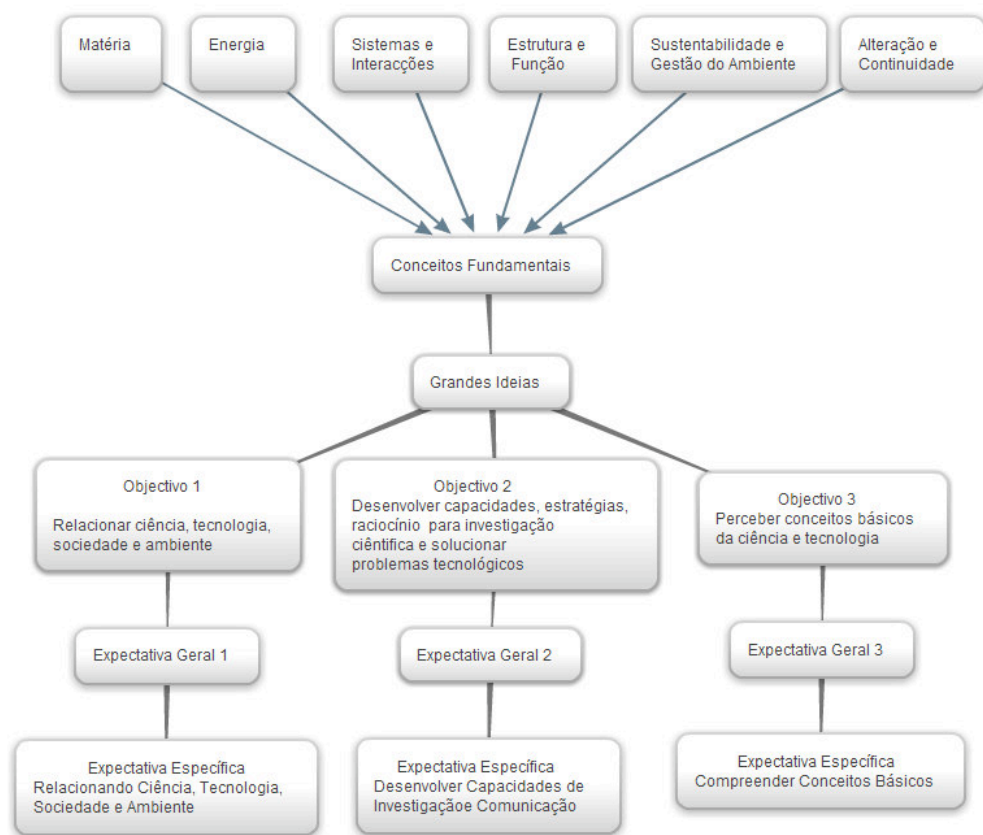 Matéria
Energia
Sistemas e
Interacções
Estrutura e
Função
Sustentabilidade e
Gestão do Ambiente
Alteração e
Continuidade
Conceitos Fundamentais
Grandes Ideias
Objectivo 1
Relacionar ciência, tecnologia,
sociedade e ambiente
Objectivo 2
Desenvolver capacidades, estratégias,
raciocínio para investigação
ciêntifica e solucionar
problemas tecnológicos
Objectivo 3
Perceber conceitos básicos
da ciência e tecnologia
Expectativa Geral 1
Expectativa Geral 2
Expectativa Geral 3
Expectativa Específica
Relacionando Ciência, Tecnologia,
Sociedade e Ambiente
Expectativa Específica
Desenvolver Capacidades de
Investigaçãoe Comunicação
Expectativa Específica
Compreender Conceitos Básicos